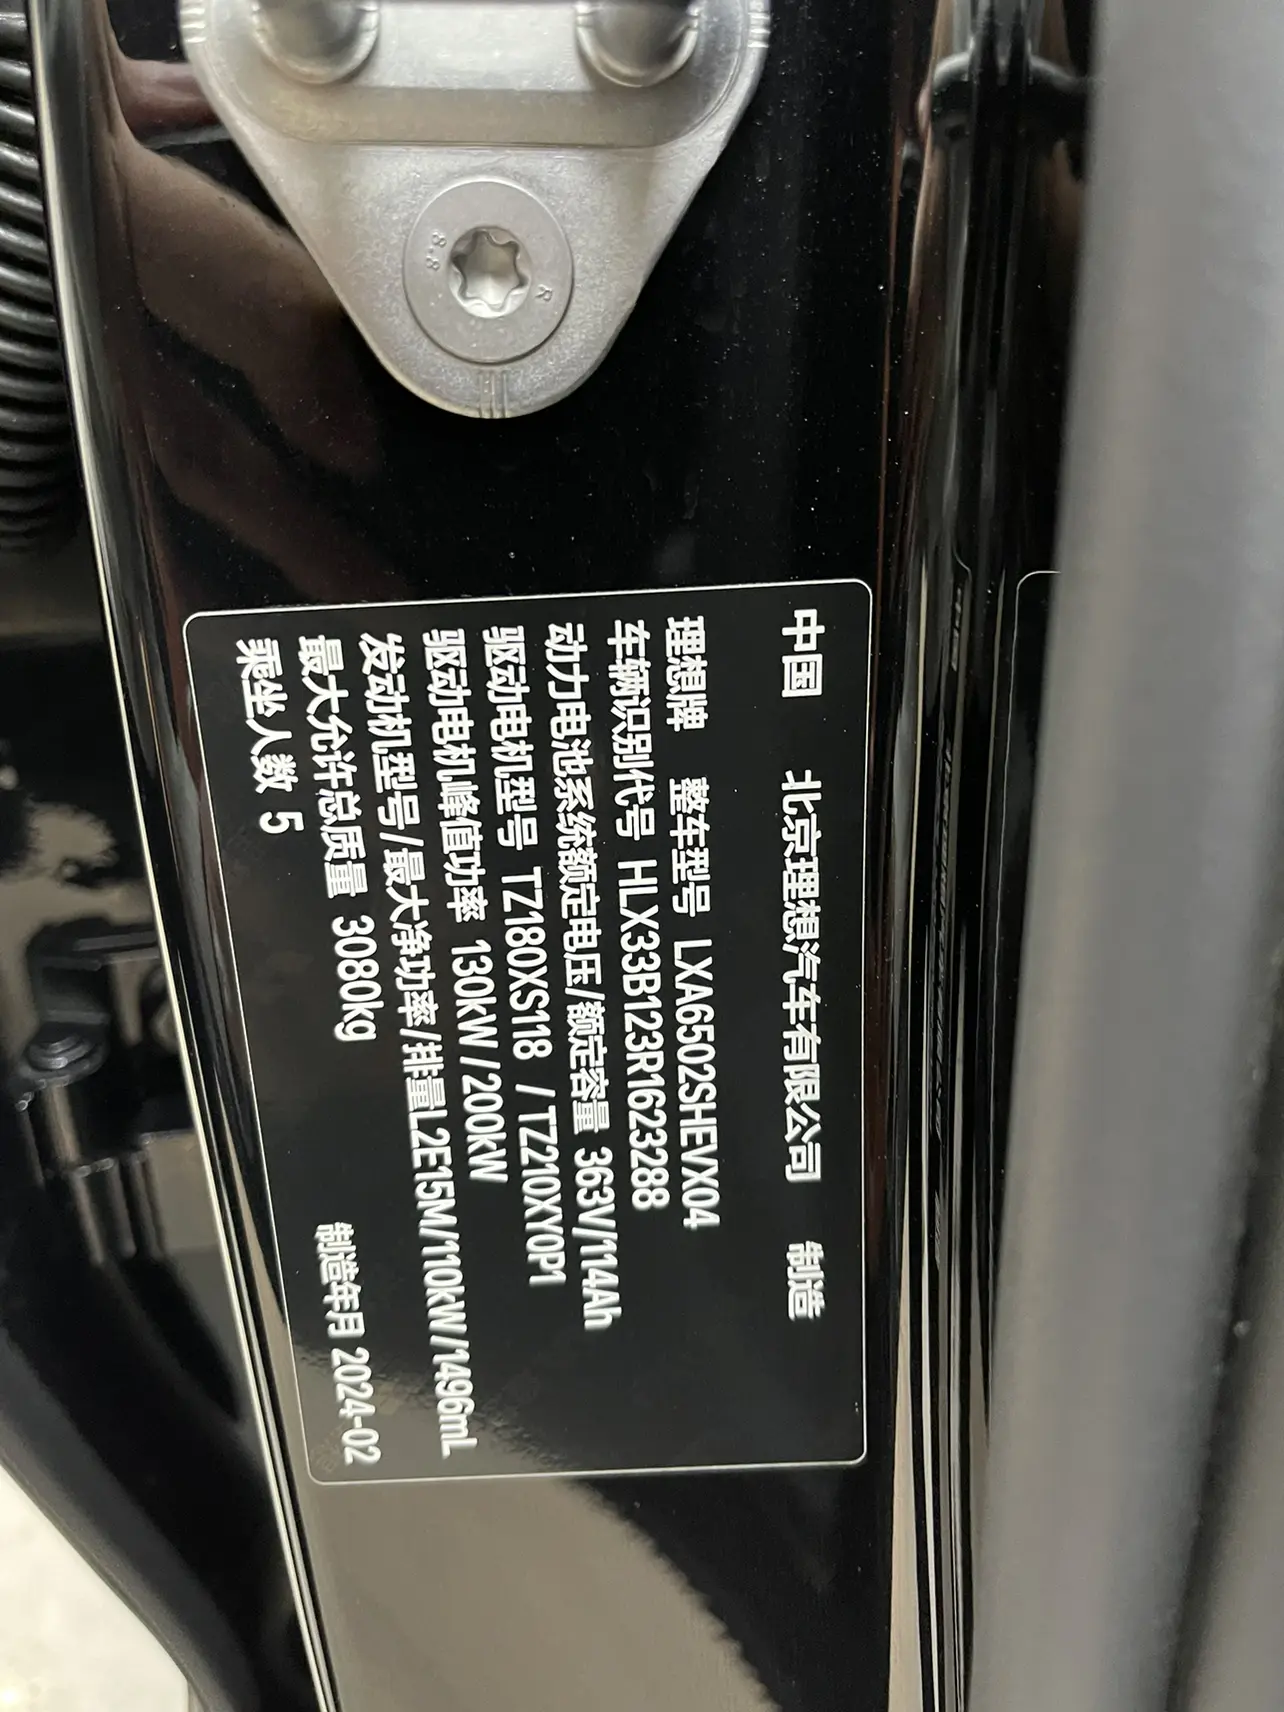 中国 北京理想汽车有限公司 制造
理想牌 整车型号 LXA6502SHEVX04
车辆识别代号 HLX33B123R1623288
动力电池系统额定电压/额定容量 363V/114Ah
驱动电机型号 TZ180XS118 /TZ210XY0P1
驱动电机峰值功率 130kW/200kW
发动机型号/最大净功率/排量L2E15M/110kW/1496mL
最大允许总质量 3080kg 制造年月 2024-02
乘坐人数 5
8.8
R